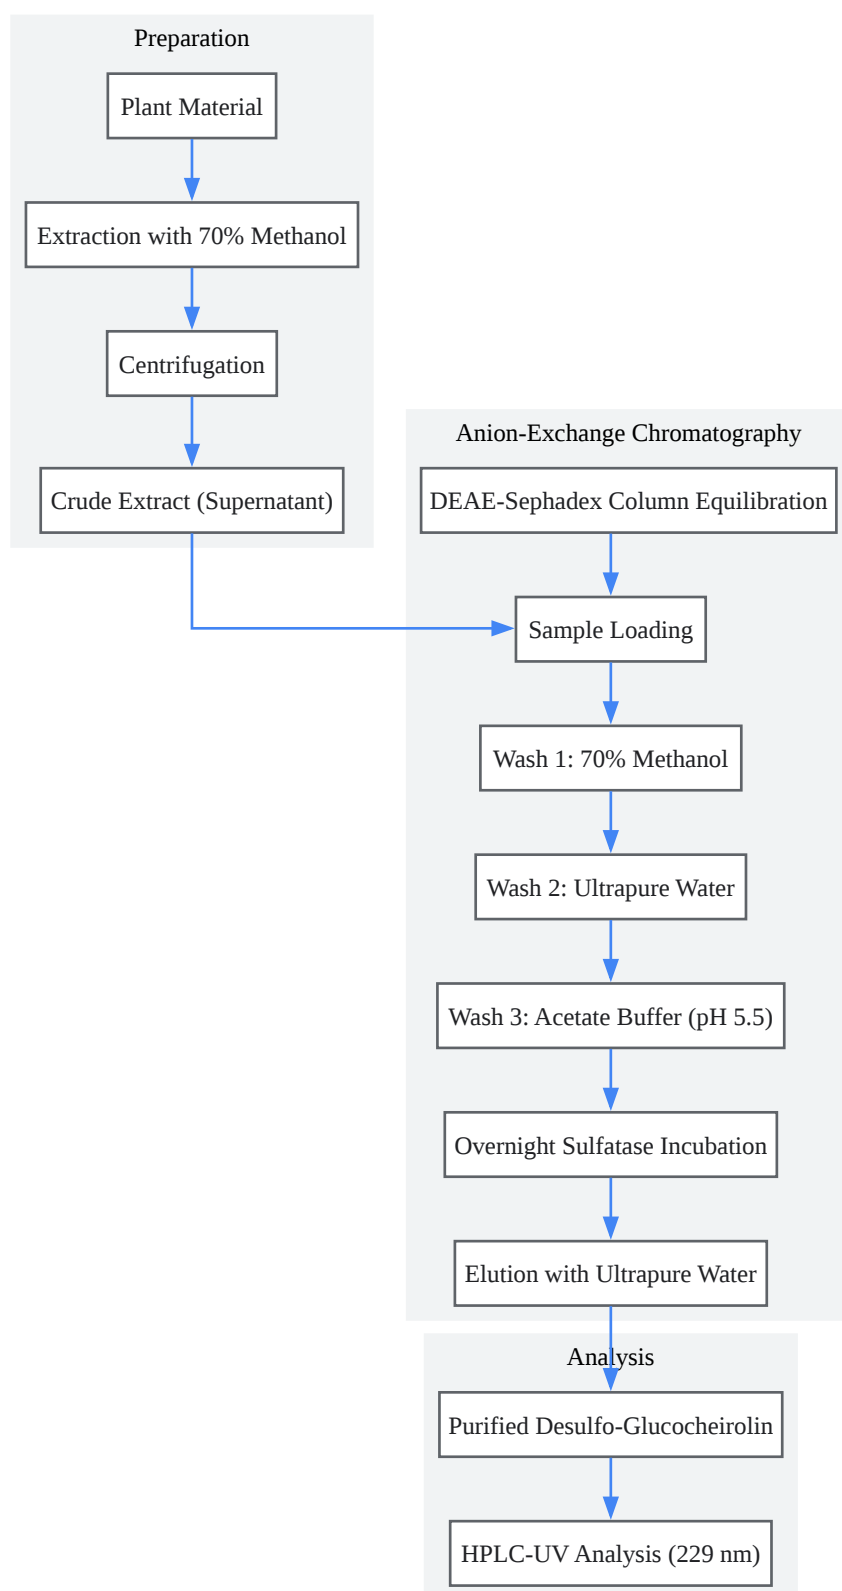 Preparation
Plant Material
Extraction with 70% Methanol
Centrifugation
Crude Extract (Supernatant)
Anion-Exchange Chromatography
DEAE-Sephadex Column Equilibration
Sample Loading
Wash 1: 70% Methanol
Wash 2: Ultrapure Water
Wash 3: Acetate Buffer (pH 5.5)
Overnight Sulfatase Incubation
Elution with Ultrapure Water
Analysis
Purified Desulfo-Glucocheirolin
HPLC-UV Analysis (229 nm)